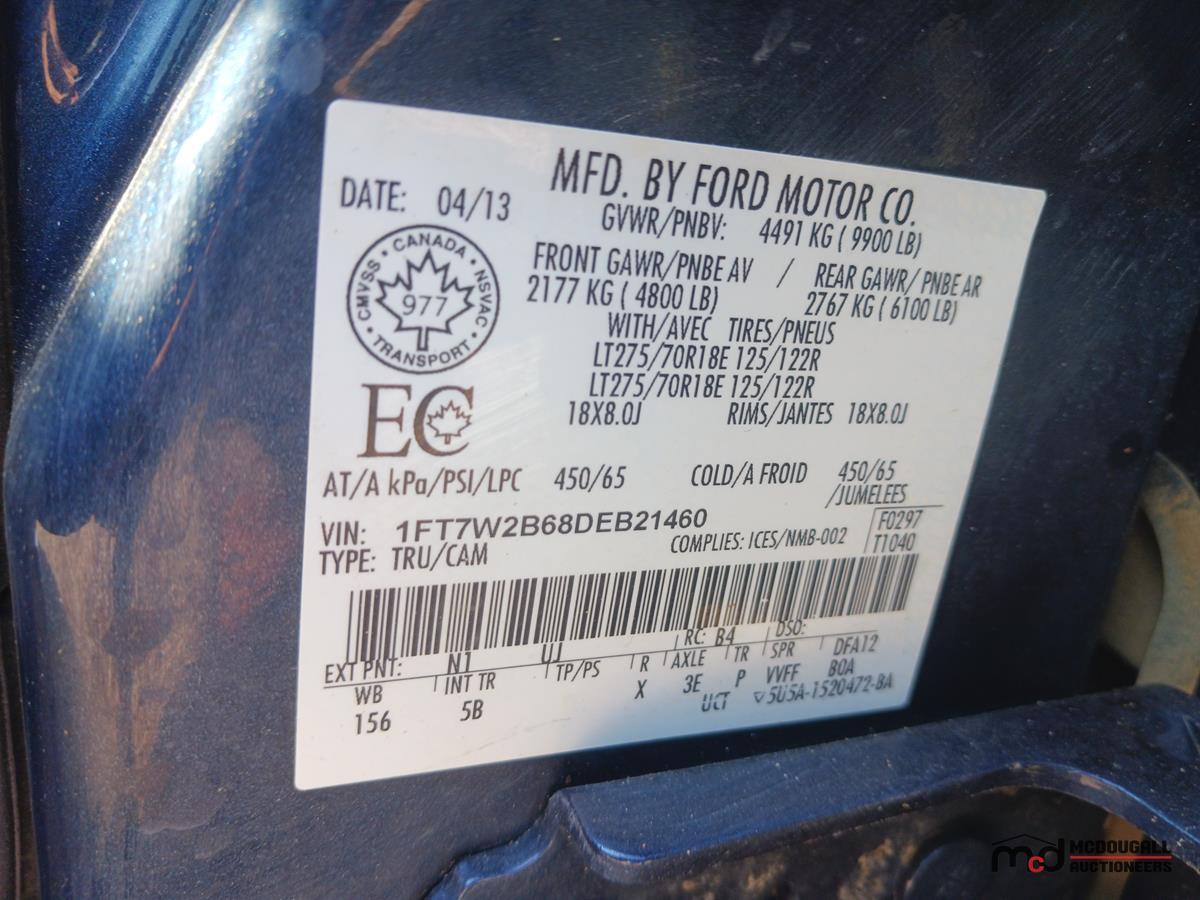 MFD. BY FORD MOTOR CO.
DATE: 04/13
GVWR/PNBV: 4491 KG ( 9900 LB)
FRONT GAWR/PNBE AV / REAR GAWR/ PNBE AR
2177 KG ( 4800 LB) 2767 KG ( 6100 LB)
WITH/AVEC TIRES/PNEUS
LT275/70R18E 125/122R
LT275/70R18E 125/122R
18X8.0J RIMS/JANTES 18X8.0J
CANADA
CMVSS NSVAC
977
TRANSPORT
EC
AT/A kPa/PSI/LPC 450/65 COLD/A FROID 450/65
/JUMELEES
VIN: 1FT7W2B68DEB21460 F0297
TYPE: TRU/CAM COMPLIES: ICES/NMB-002 T1040
EXT PNT: N1 UJ RC: B4 DSO:
WB INT TR TP/PS R AXLE TR SPR DFA12
156 5B X 3E P VVFF B0A
UCT 5U5A-1520472-BA
mcd MCDOUGALL
AUCTIONEERS